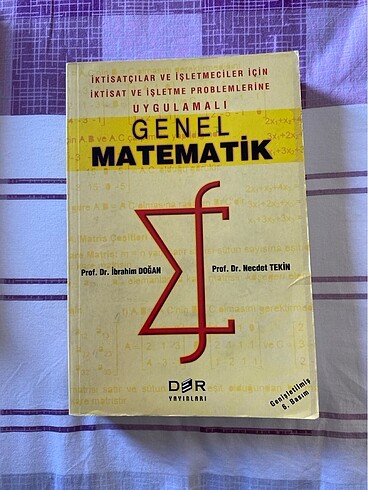 İKTİSATÇILAR VE İŞLETMECİLER İÇİN
İKTİSAT VE İŞLETME PROBLEMLERİNE
UYGULAMALI
GENEL
MATEMATİK
Prof. Dr. İbrahim DOĞAN
Prof. Dr. Necdet TEKİN
DER
YAYINLARI
Genişletilmiş
6. Basım